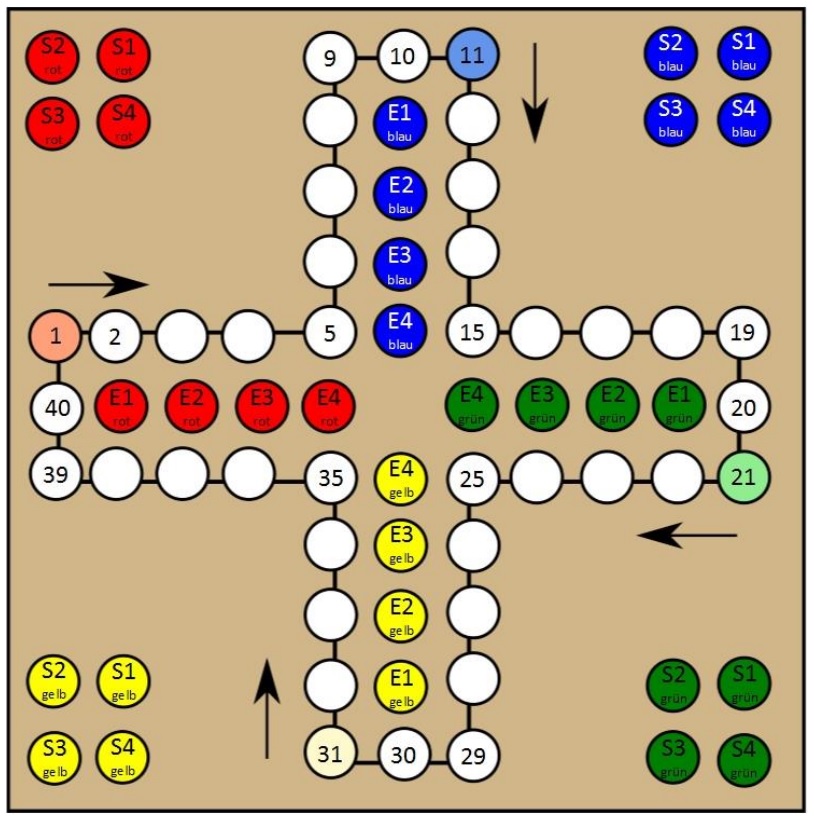 S2 rot S1 rot
9 10 11
S2 blau S1 blau
S3 rot S4 rot
E1 blau
S3 blau S4 blau
E2 blau
E3 blau
1 2 5
E4 blau
15 19
40
E1 rot E2 rot E3 rot E4 rot
E4 grün E3 grün E2 grün E1 grün
20
39 35
E4 gelb
25 21
E3 gelb
E2 gelb
S2 gelb S1 gelb
E1 gelb
S2 grün S1 grün
S3 gelb S4 gelb
31 30 29
S3 grün S4 grün